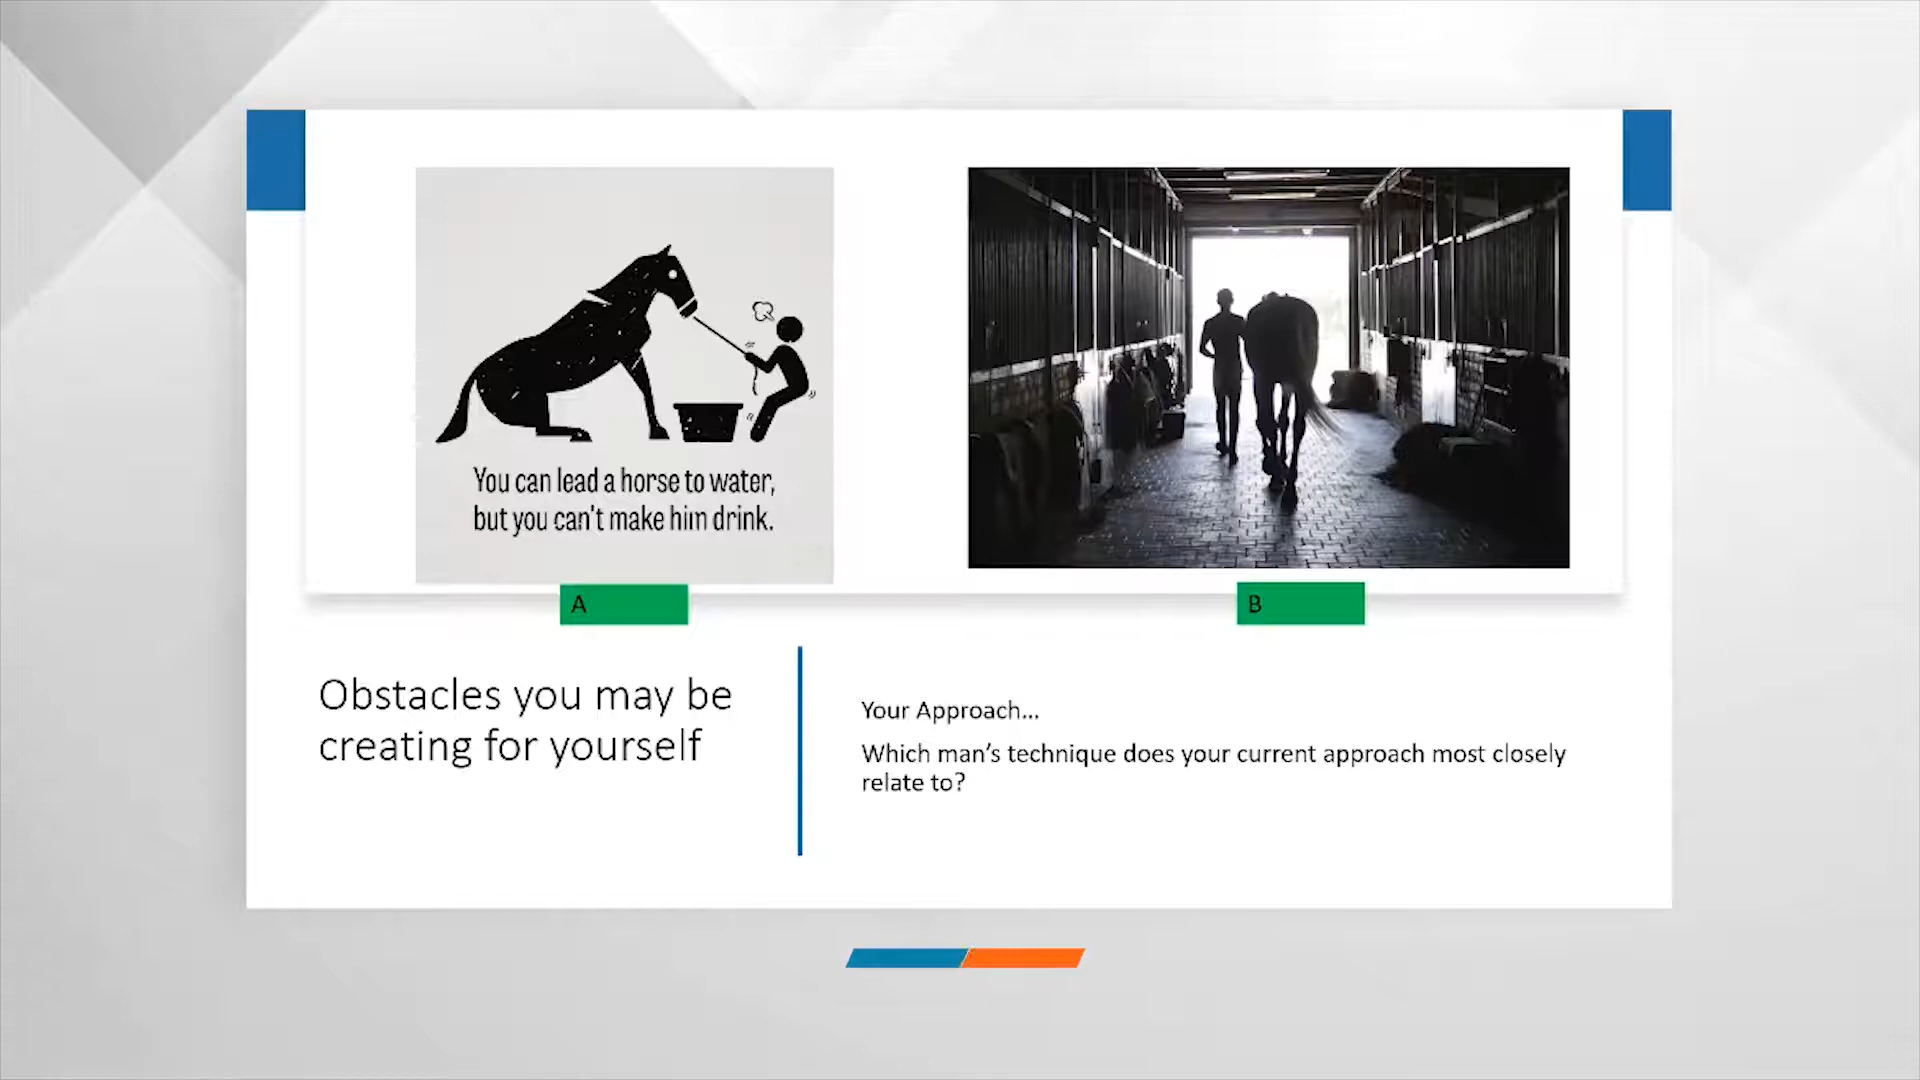 You can lead a horse to water,
but you can't make him drink.
A
B
Obstacles you may be
creating for yourself
Your Approach...
Which man's technique does your current approach most closely
relate to?